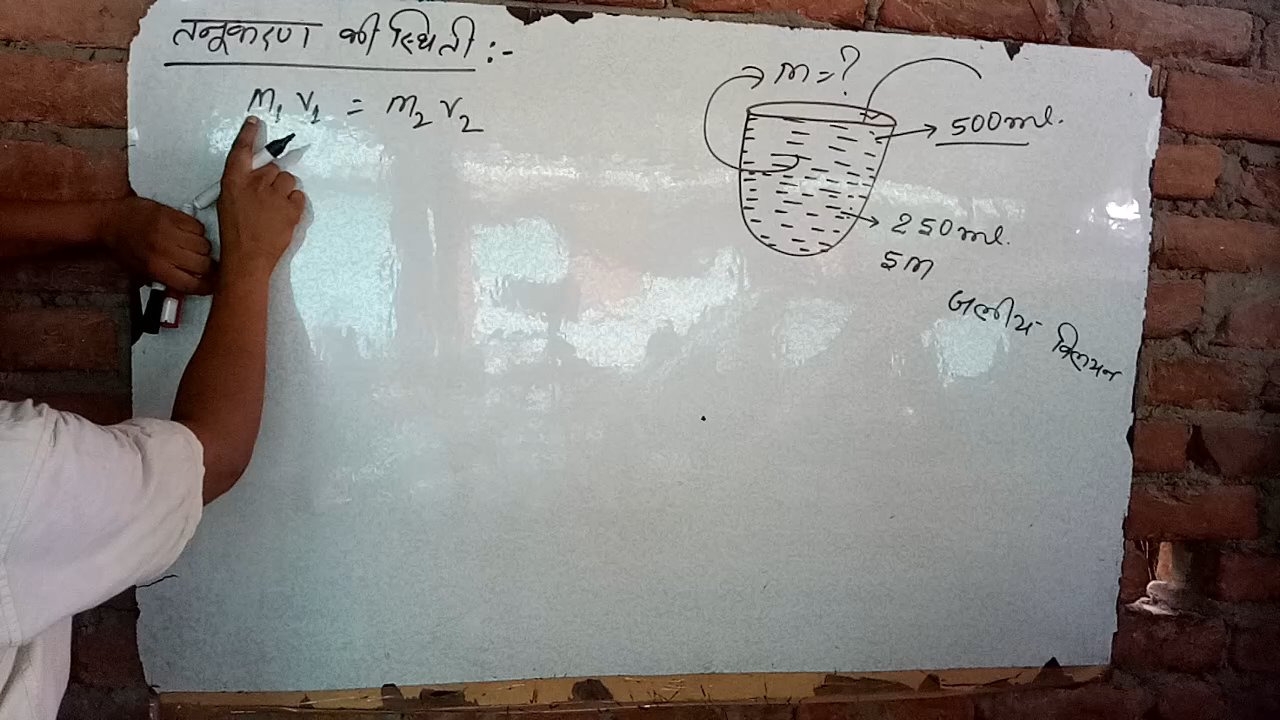 तनुकरण की स्थिती :-
m₁ v₁ = m₂ v₂
m = ?
500ml.
250ml.
5m
जलीय विलयन